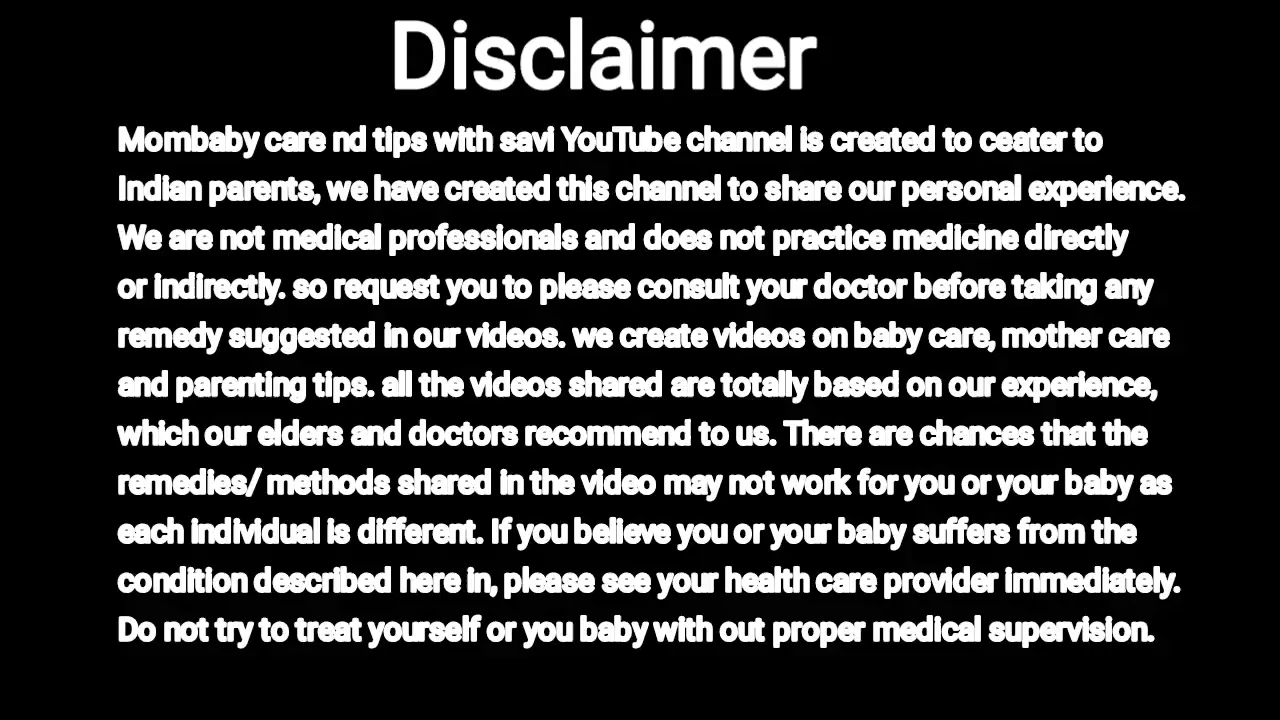 Disclaimer
Mombaby care nd tips with savi YouTube channel is created to ceater to
Indian parents, we have created this channel to share our personal experience.
We are not medical professionals and does not practice medicine directly
or indirectly. so request you to please consult your doctor before taking any
remedy suggested in our videos. we create videos on baby care, mother care
and parenting tips. all the videos shared are totally based on our experience,
which our elders and doctors recommend to us. There are chances that the
remedies/ methods shared in the video may not work for you or your baby as
each individual is different. If you believe you or your baby suffers from the
condition described here in, please see your health care provider immediately.
Do not try to treat yourself or you baby with out proper medical supervision.